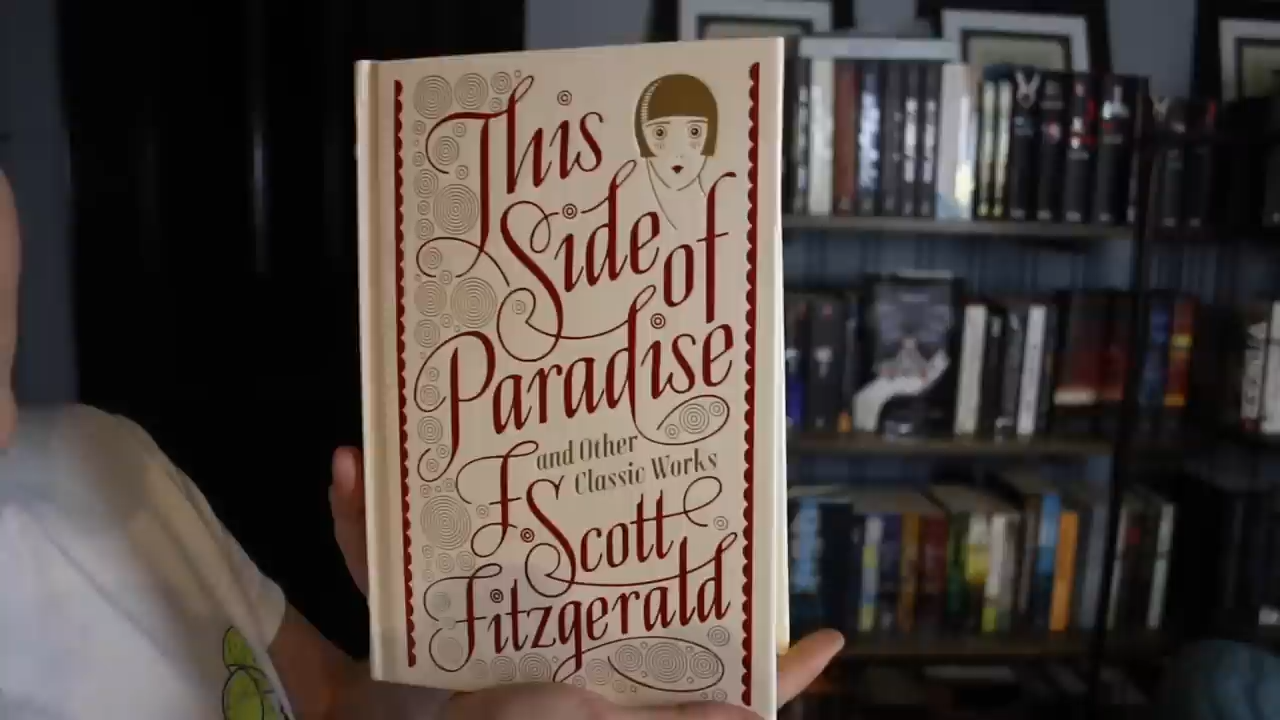 This
Side
of
Paradise
and Other
Classic Works
F. Scott
Fitzgerald